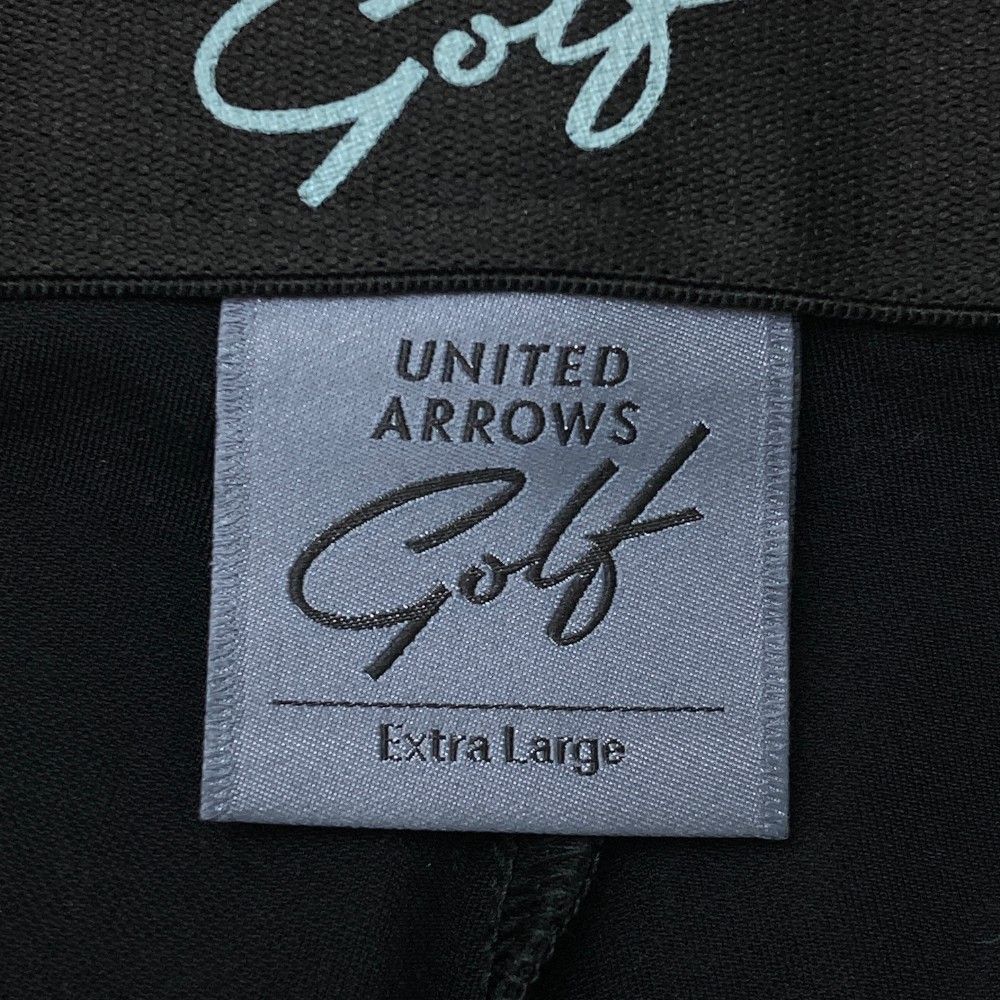 Golf
UNITED
ARROWS
Golf
Extra Large